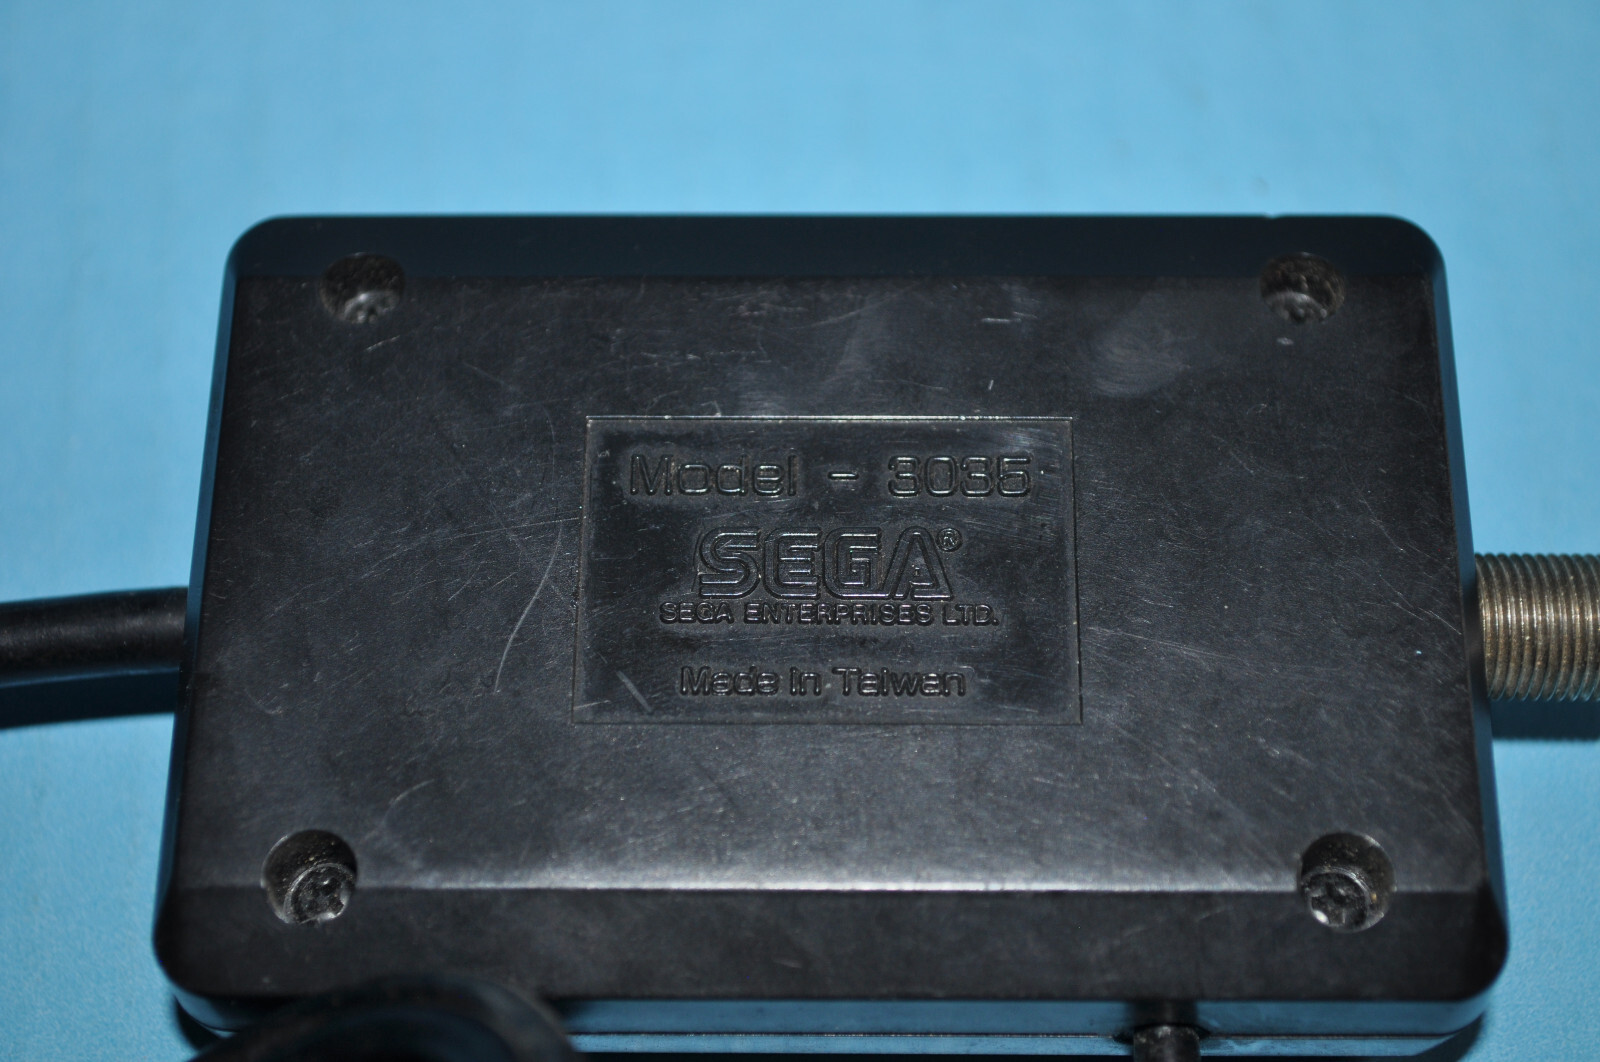 Model - 3035
SEGA®
SEGA ENTERPRISES LTD.
Made In Taiwan